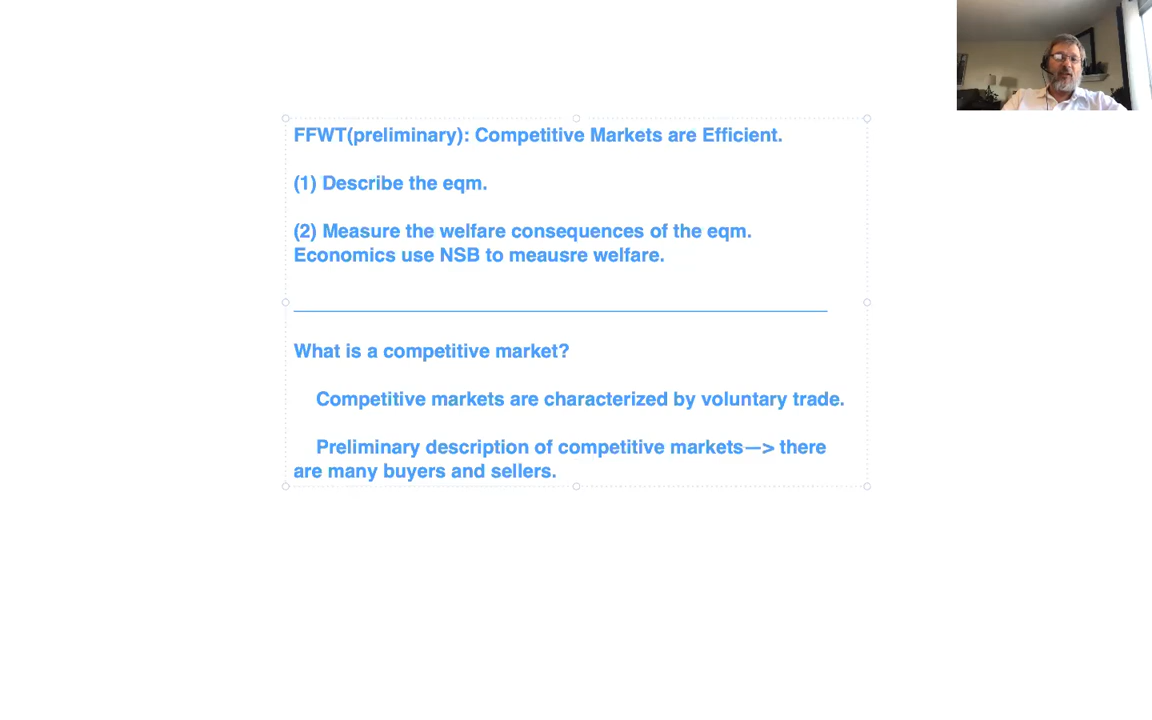 FFWT(preliminary): Competitive Markets are Efficient.
(1) Describe the eqm.
(2) Measure the welfare consequences of the eqm.
Economics use NSB to meausre welfare.
What is a competitive market?
Competitive markets are characterized by voluntary trade.
Preliminary description of competitive markets—> there
are many buyers and sellers.